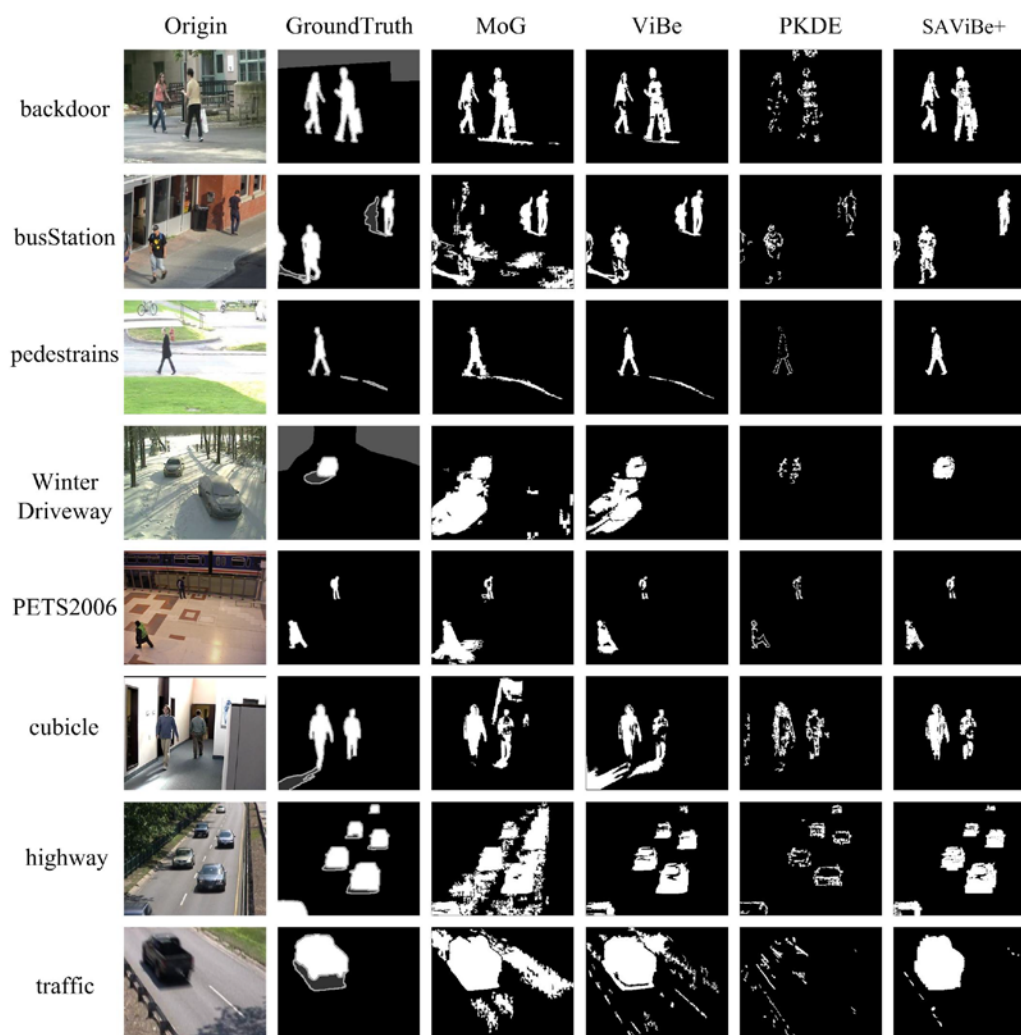 Origin GroundTruth MoG ViBe PKDE SAViBe+
backdoor
busStation
pedestrains
Winter
Driveway
PETS2006
cubicle
highway
traffic